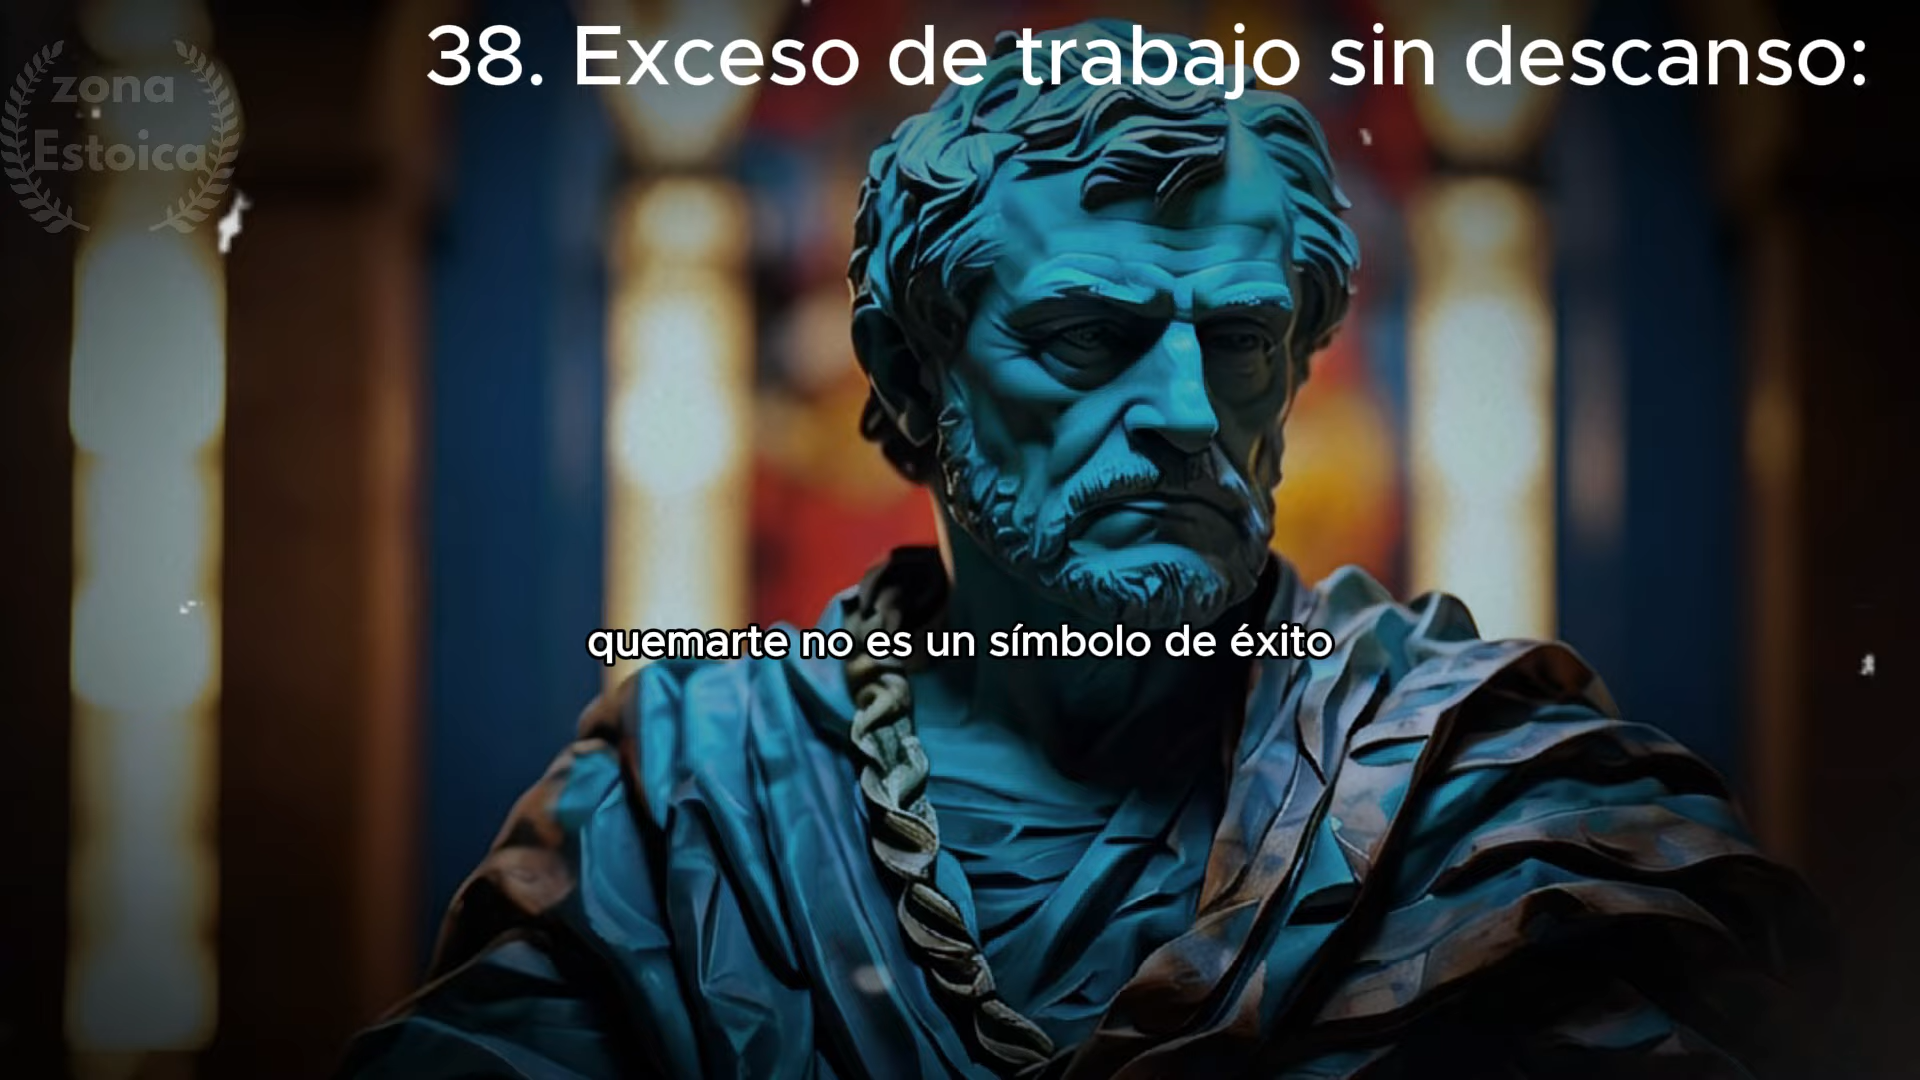 38. Exceso de trabajo sin descanso:
zona
Estoica
quemarte no es un símbolo de éxito